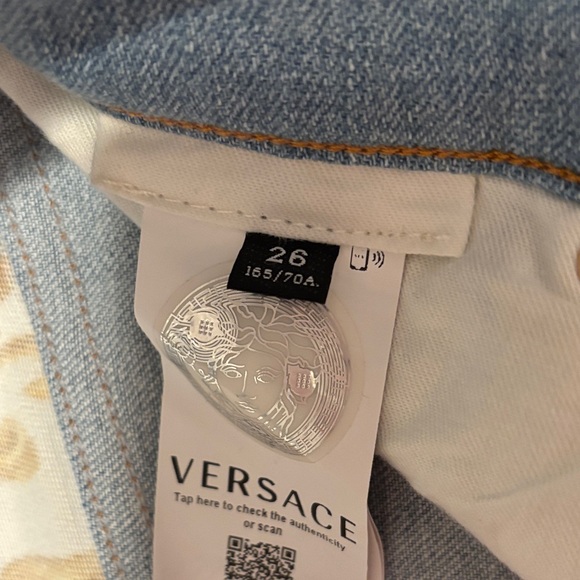 26
165/70A.
VERSACE
Tap here to check the authenticity
or scan